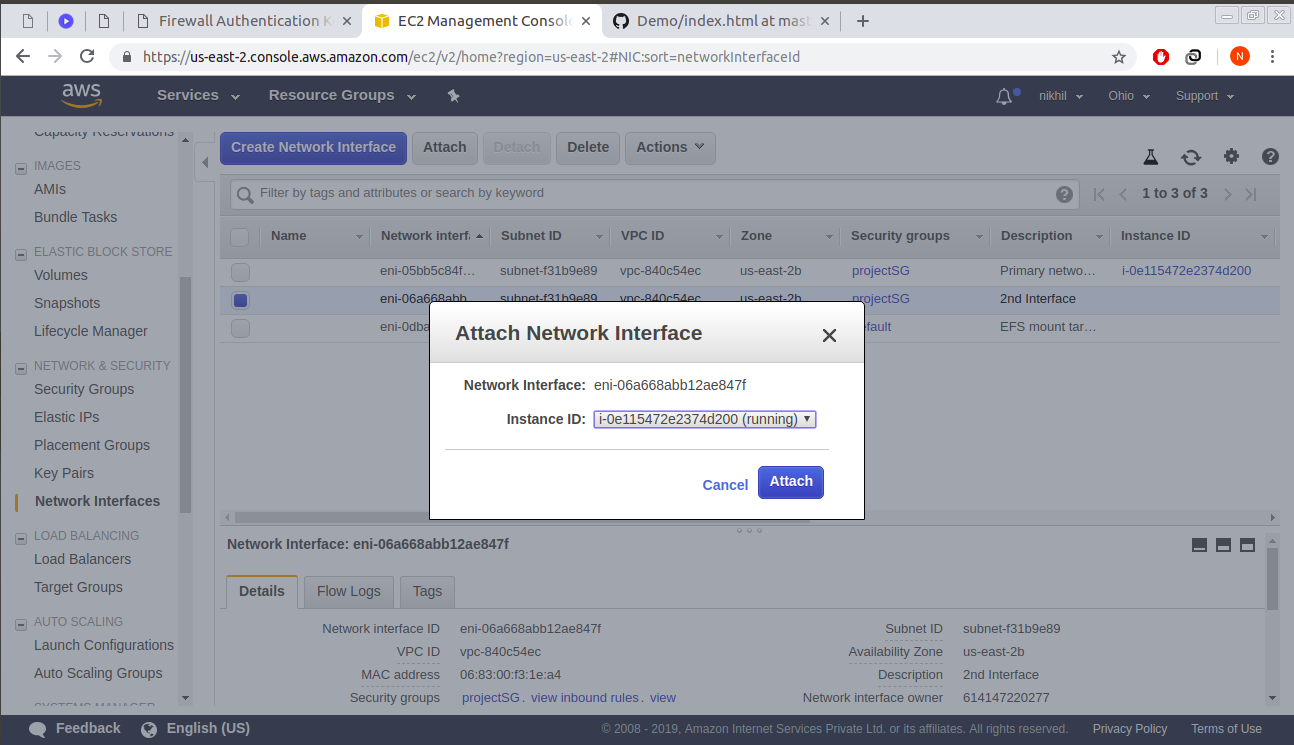 Firewall Authentication K
EC2 Management Console
Demo/index.html at mast
https://us-east-2.console.aws.amazon.com/ec2/v2/home?region=us-east-2#NIC:sort=networkInterfaceId
N
aws Services Resource Groups nikhil Ohio Support
Capacity Reservations
IMAGES
AMIs
Bundle Tasks
ELASTIC BLOCK STORE
Volumes
Snapshots
Lifecycle Manager
NETWORK & SECURITY
Security Groups
Elastic IPs
Placement Groups
Key Pairs
Network Interfaces
LOAD BALANCING
Load Balancers
Target Groups
AUTO SCALING
Launch Configurations
Auto Scaling Groups
SYSTEMS MANAGER
Create Network Interface Attach Detach Delete Actions
Filter by tags and attributes or search by keyword
1 to 3 of 3
Name Network interf Subnet ID VPC ID Zone Security groups Description Instance ID
eni-05bb5c84f… subnet-f31b9e89 vpc-840c54ec us-east-2b projectSG Primary netwo… i-0e115472e2374d200
eni-06a668abb subnet-f31b9e89 vpc-840c54ec us-east-2b projectSG 2nd Interface
eni-0dba efault EFS mount tar…
Attach Network Interface
Network Interface: eni-06a668abb12ae847f
Instance ID: i-0e115472e2374d200 (running)
Cancel Attach
Network Interface: eni-06a668abb12ae847f
Details Flow Logs Tags
Network interface ID eni-06a668abb12ae847f Subnet ID subnet-f31b9e89
VPC ID vpc-840c54ec Availability Zone us-east-2b
MAC address 06:83:00:f3:1e:a4 Description 2nd Interface
Security groups projectSG . view inbound rules . view Network interface owner 614147220277
Feedback English (US) © 2008 - 2019, Amazon Internet Services Private Ltd. or its affiliates. All rights reserved. Privacy Policy Terms of Use